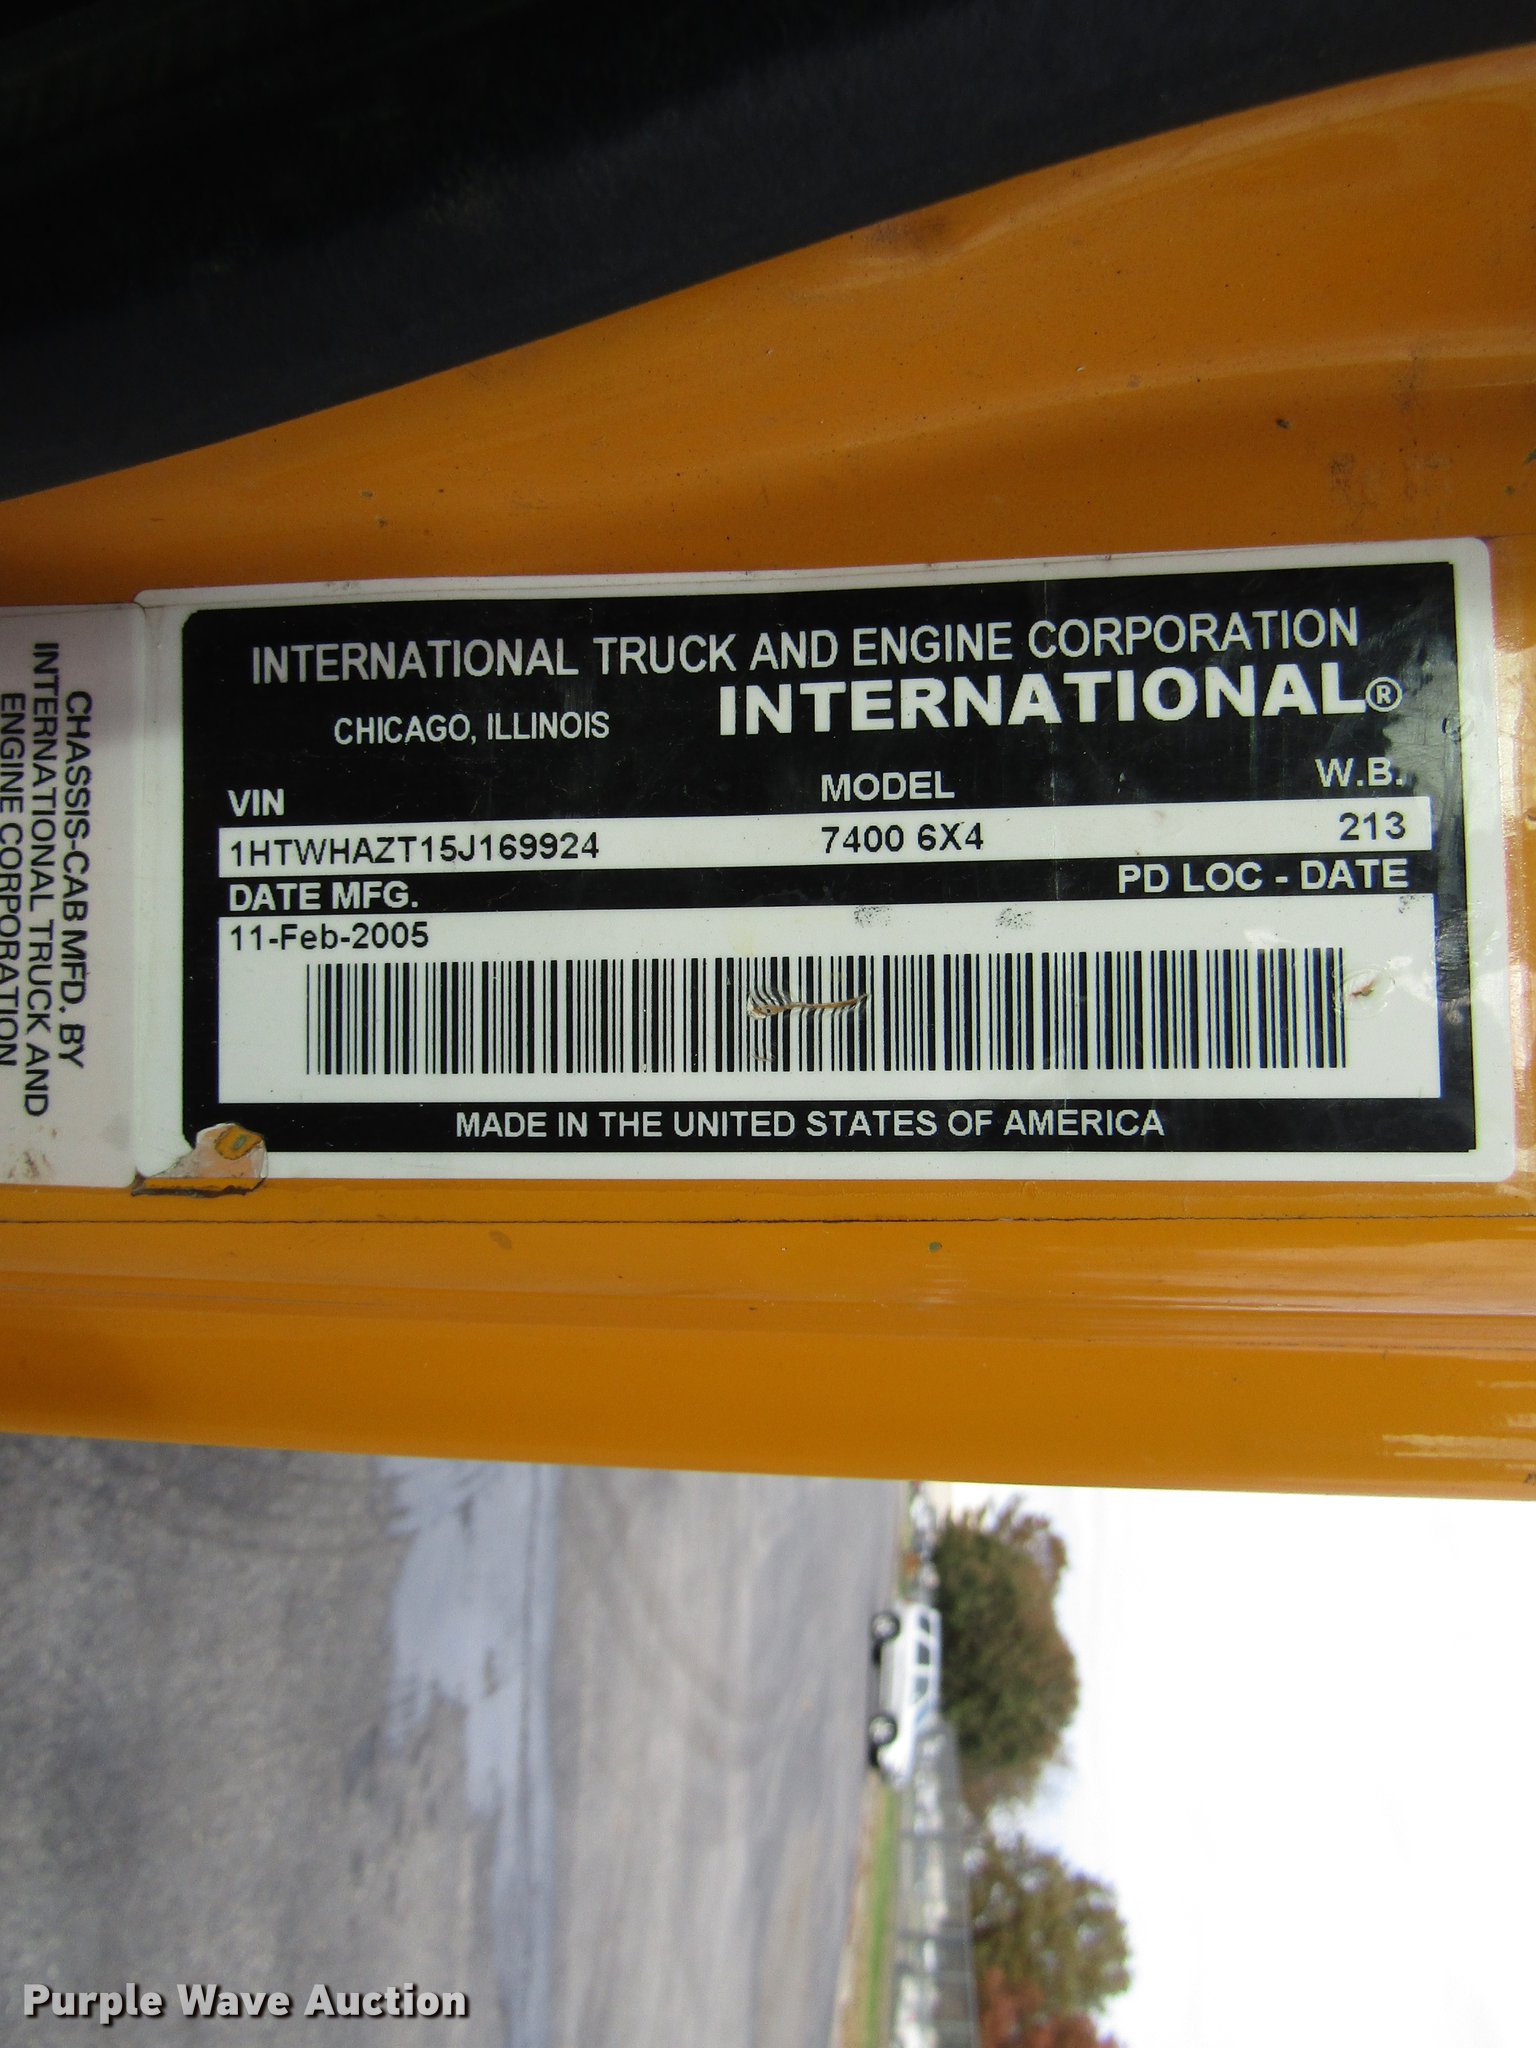 INTERNATIONAL TRUCK AND ENGINE CORPORATION
CHICAGO, ILLINOIS
INTERNATIONAL®
VIN MODEL W.B.
1HTWHAZT15J169924 7400 6X4 213
DATE MFG. PD LOC - DATE
11-Feb-2005
MADE IN THE UNITED STATES OF AMERICA
CHASSIS-CAB MFD. BY
INTERNATIONAL TRUCK AND
ENGINE CORPORATION
Purple Wave Auction